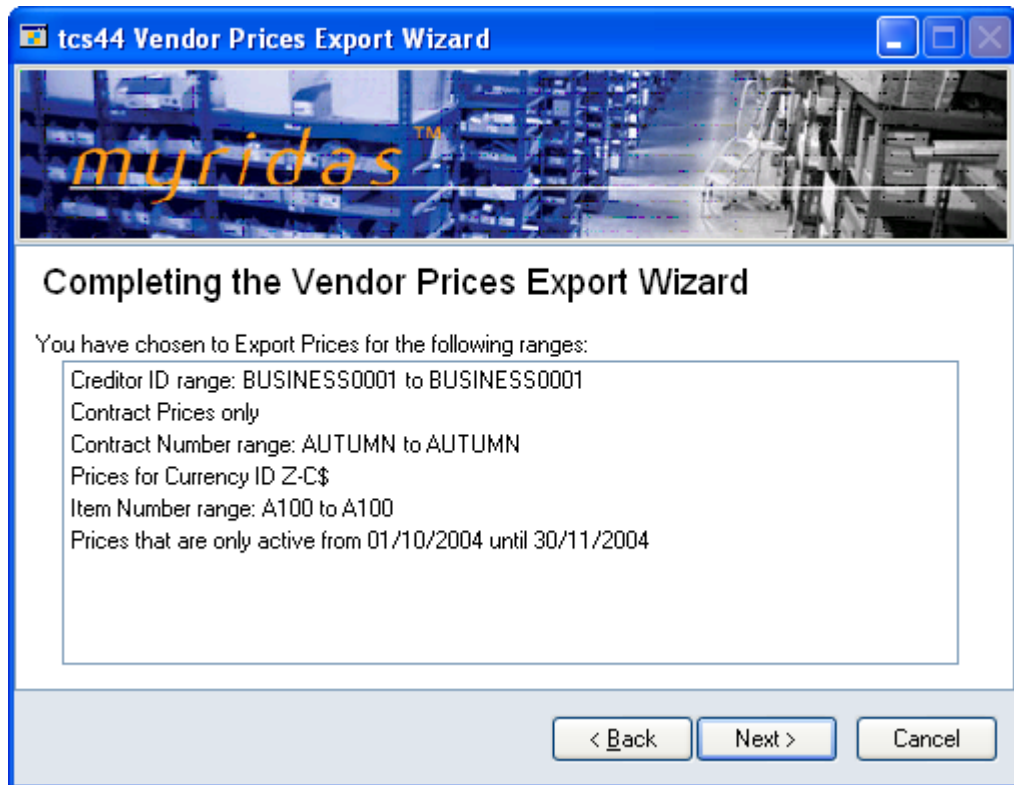 tcs44 Vendor Prices Export Wizard
myridas™
Completing the Vendor Prices Export Wizard
You have chosen to Export Prices for the following ranges:
Creditor ID range: BUSINESS0001 to BUSINESS0001
Contract Prices only
Contract Number range: AUTUMN to AUTUMN
Prices for Currency ID Z-C$
Item Number range: A100 to A100
Prices that are only active from 01/10/2004 until 30/11/2004
< Back Next > Cancel